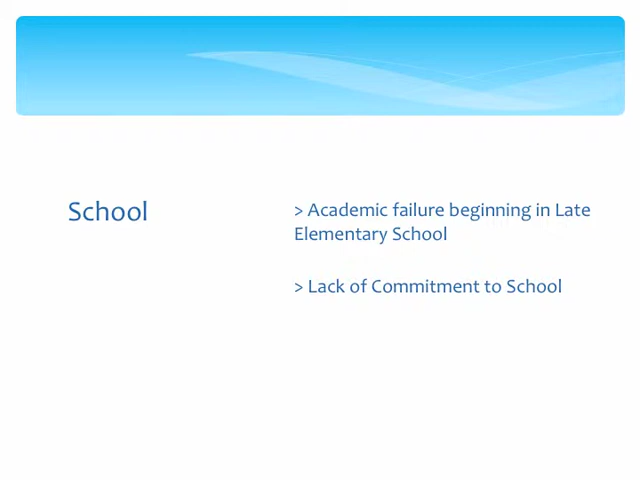 School
> Academic failure beginning in Late
Elementary School
> Lack of Commitment to School